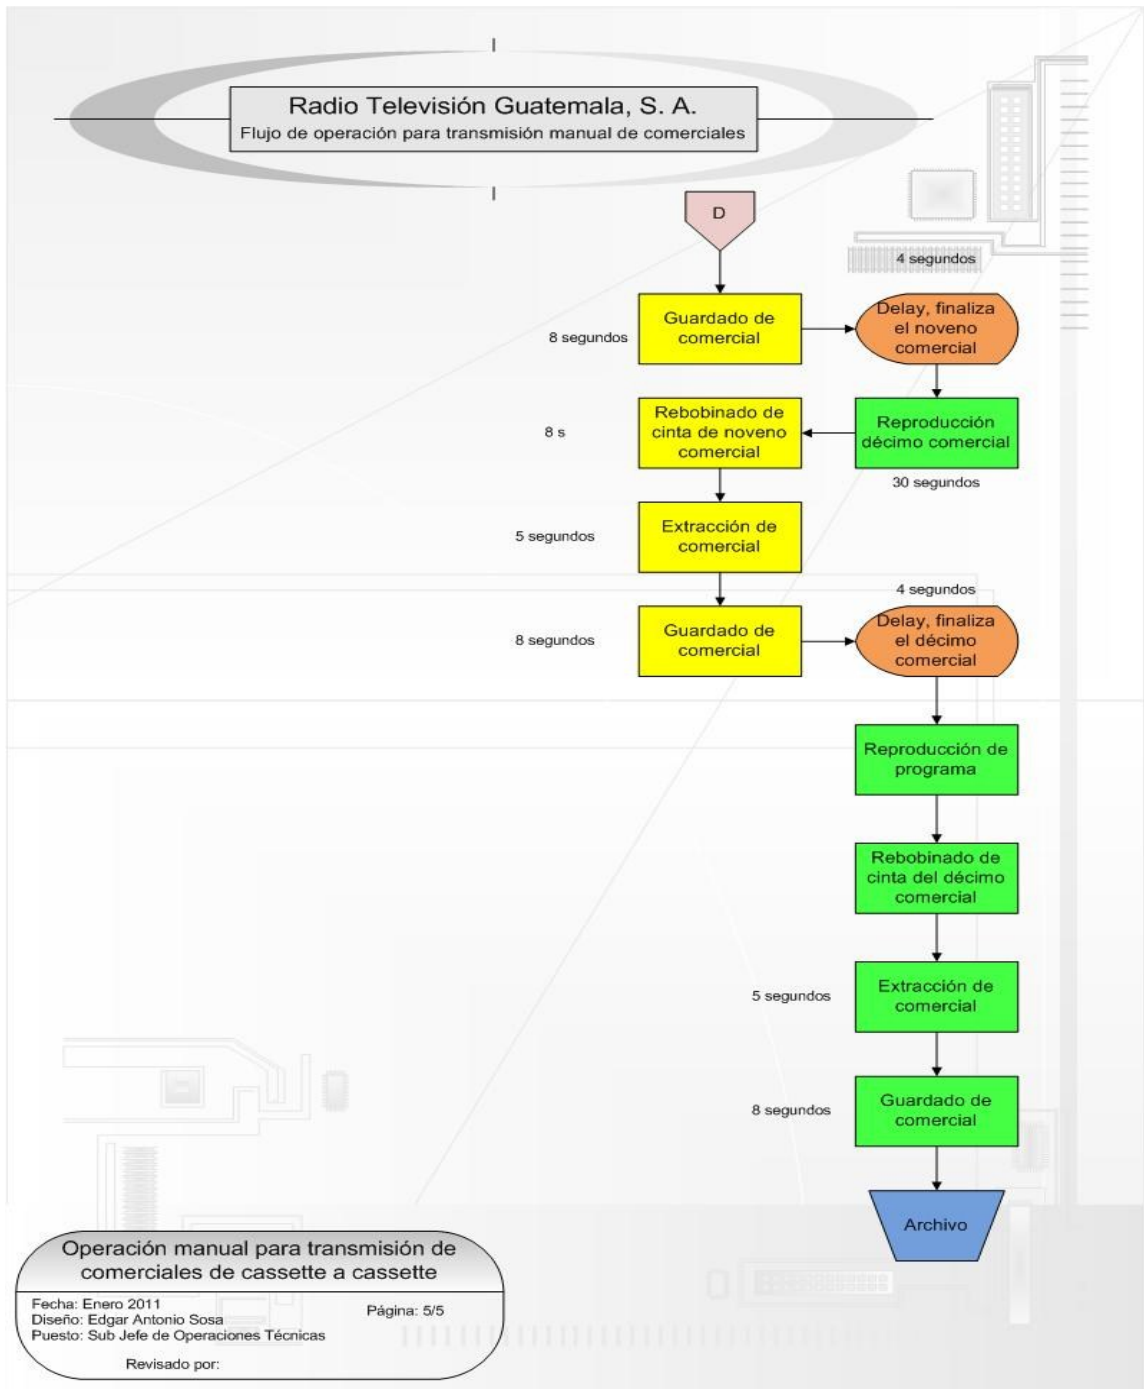 Radio Televisión Guatemala, S. A.
Flujo de operación para transmisión manual de comerciales
D
4 segundos
8 segundos
Guardado de
comercial
Delay, finaliza
el noveno
comercial
8 s
Rebobinado de
cinta de noveno
comercial
Reproducción
décimo comercial
30 segundos
5 segundos
Extracción de
comercial
4 segundos
8 segundos
Guardado de
comercial
Delay, finaliza
el décimo
comercial
Reproducción de
programa
Rebobinado de
cinta del décimo
comercial
5 segundos
Extracción de
comercial
8 segundos
Guardado de
comercial
Archivo
Operación manual para transmisión de
comerciales de cassette a cassette
Fecha: Enero 2011
Página: 5/5
Diseño: Edgar Antonio Sosa
Puesto: Sub Jefe de Operaciones Técnicas
Revisado por: